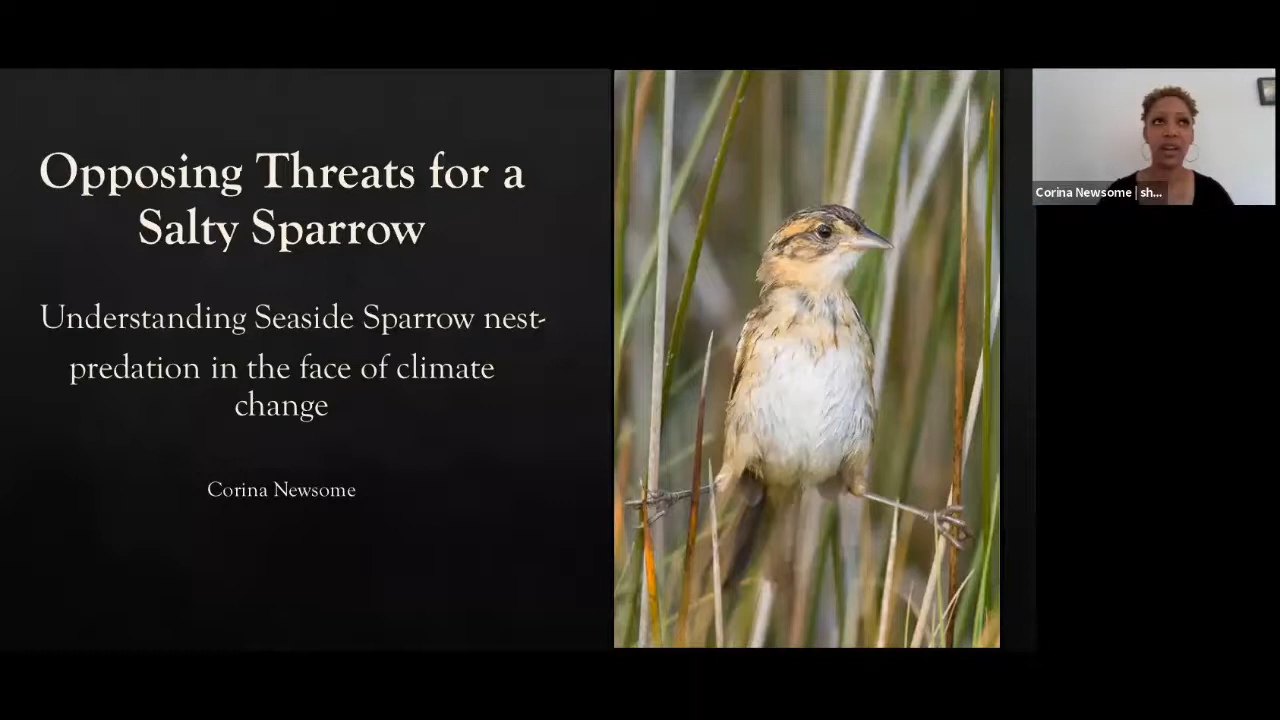 Opposing Threats for a
Salty Sparrow
Understanding Seaside Sparrow nest-
predation in the face of climate
change
Corina Newsome
Corina Newsome | sh...